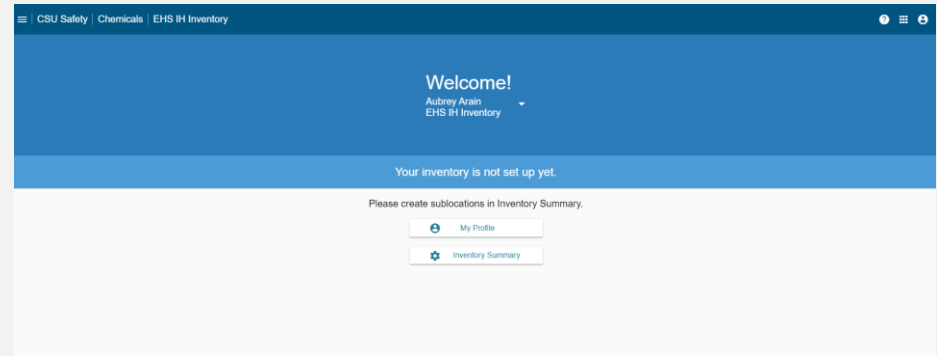 CSU Safety | Chemicals | EHS IH Inventory
Welcome!
Aubrey Arain
EHS IH Inventory
Your inventory is not set up yet.
Please create sublocations in Inventory Summary.
My Profile
Inventory Summary